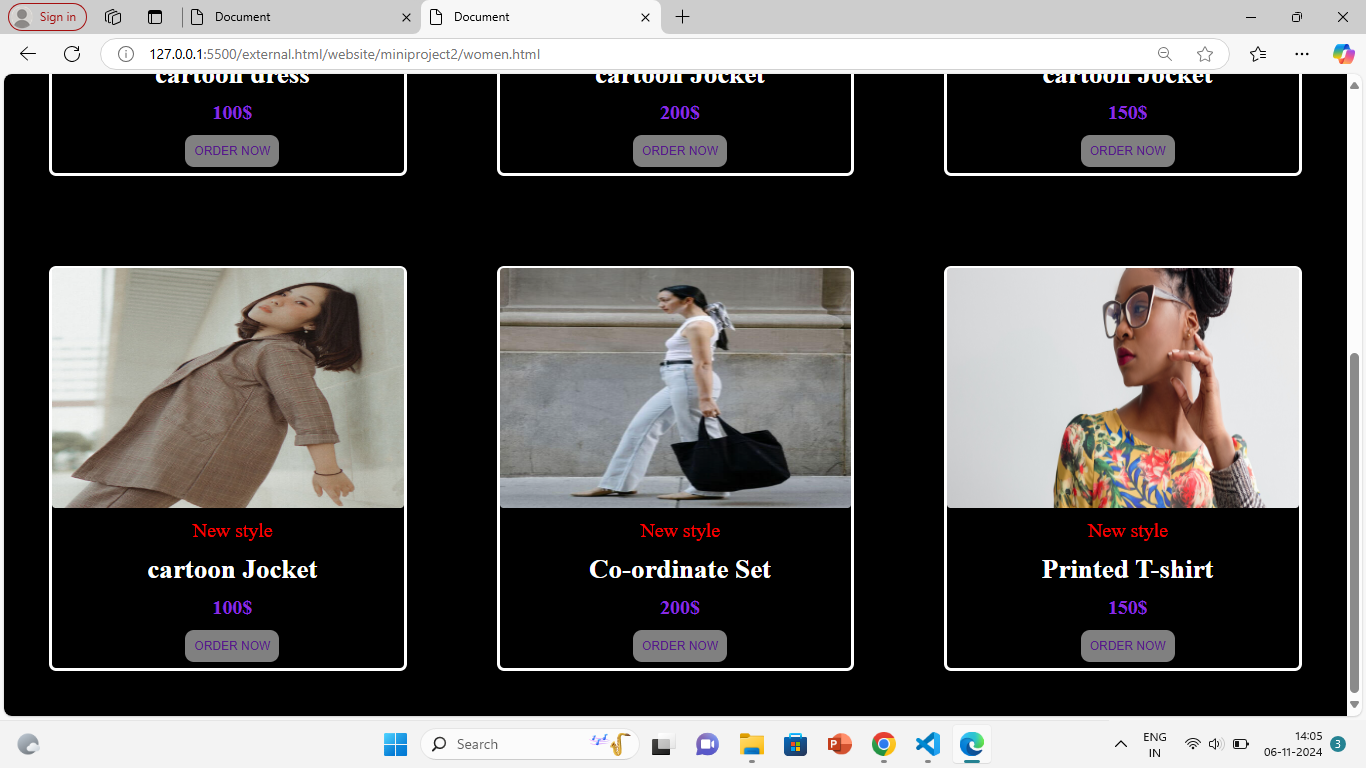 Sign in
Document
Document
127.0.0.1:5500/external.html/website/miniproject2/women.html
cartoon dress
cartoon Jocket
cartoon Jocket
100$
200$
150$
ORDER NOW
ORDER NOW
ORDER NOW
New style
New style
New style
cartoon Jocket
Co-ordinate Set
Printed T-shirt
100$
200$
150$
ORDER NOW
ORDER NOW
ORDER NOW
Search
ENG
IN
14:05
06-11-2024
3